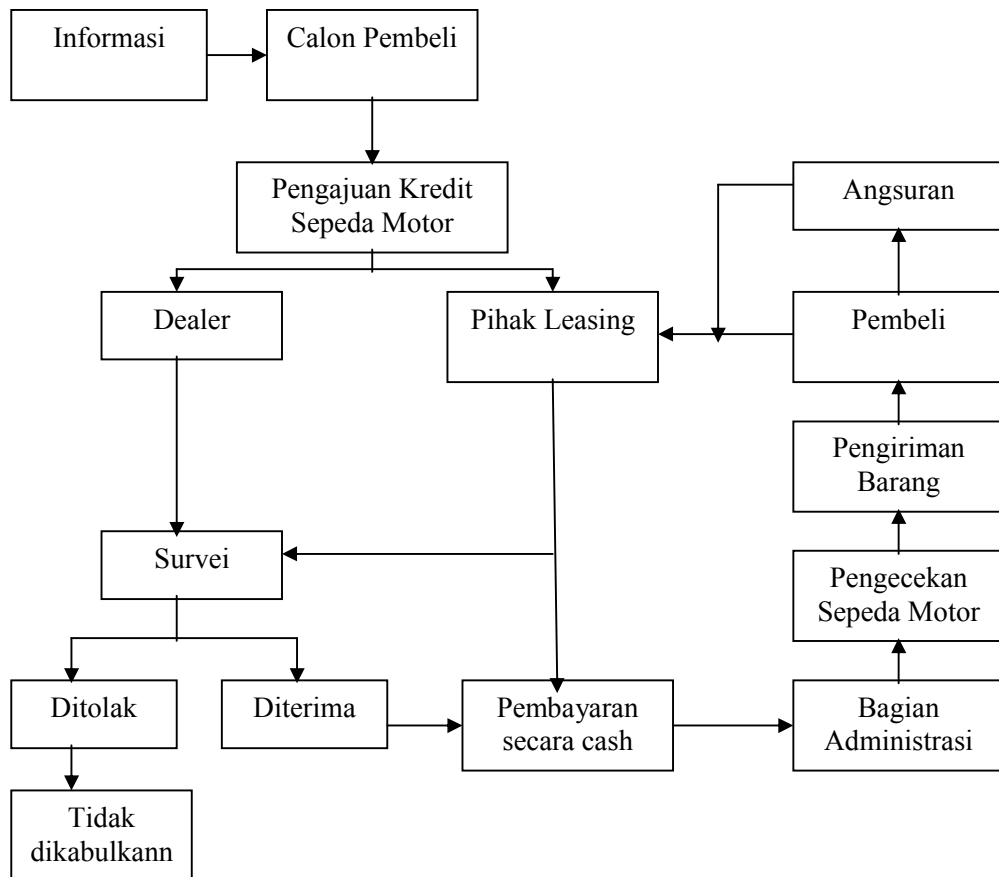 Informasi
Calon Pembeli
Pengajuan Kredit
Sepeda Motor
Angsuran
Dealer
Pihak Leasing
Pembeli
Pengiriman
Barang
Survei
Pengecekan
Sepeda Motor
Ditolak
Diterima
Pembayaran
secara cash
Bagian
Administrasi
Tidak
dikabulkann